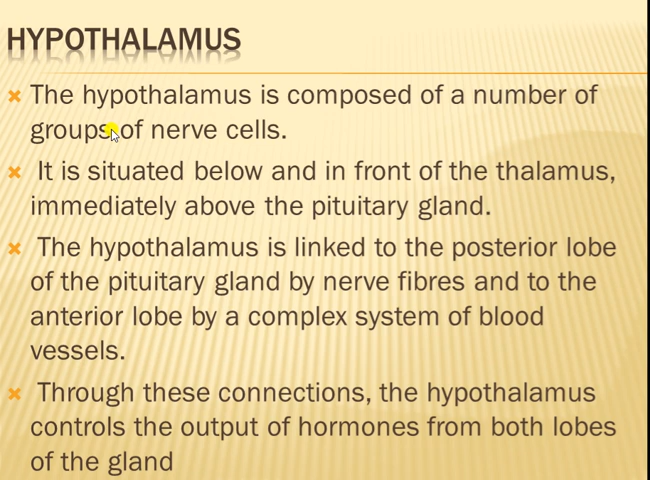 HYPOTHALAMUS
The hypothalamus is composed of a number of
groups of nerve cells.
It is situated below and in front of the thalamus,
immediately above the pituitary gland.
The hypothalamus is linked to the posterior lobe
of the pituitary gland by nerve fibres and to the
anterior lobe by a complex system of blood
vessels.
Through these connections, the hypothalamus
controls the output of hormones from both lobes
of the gland